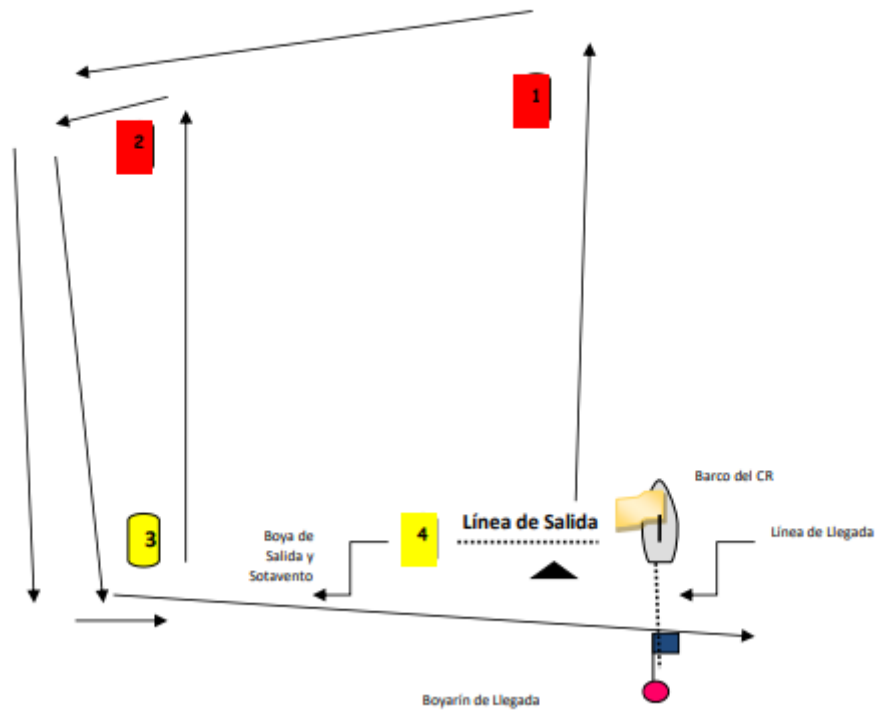 1
2
Barco del CR
3
Boya de
Salida y
Sotavento
4
Línea de Salida
Línea de Llegada
Boyarín de Llegada